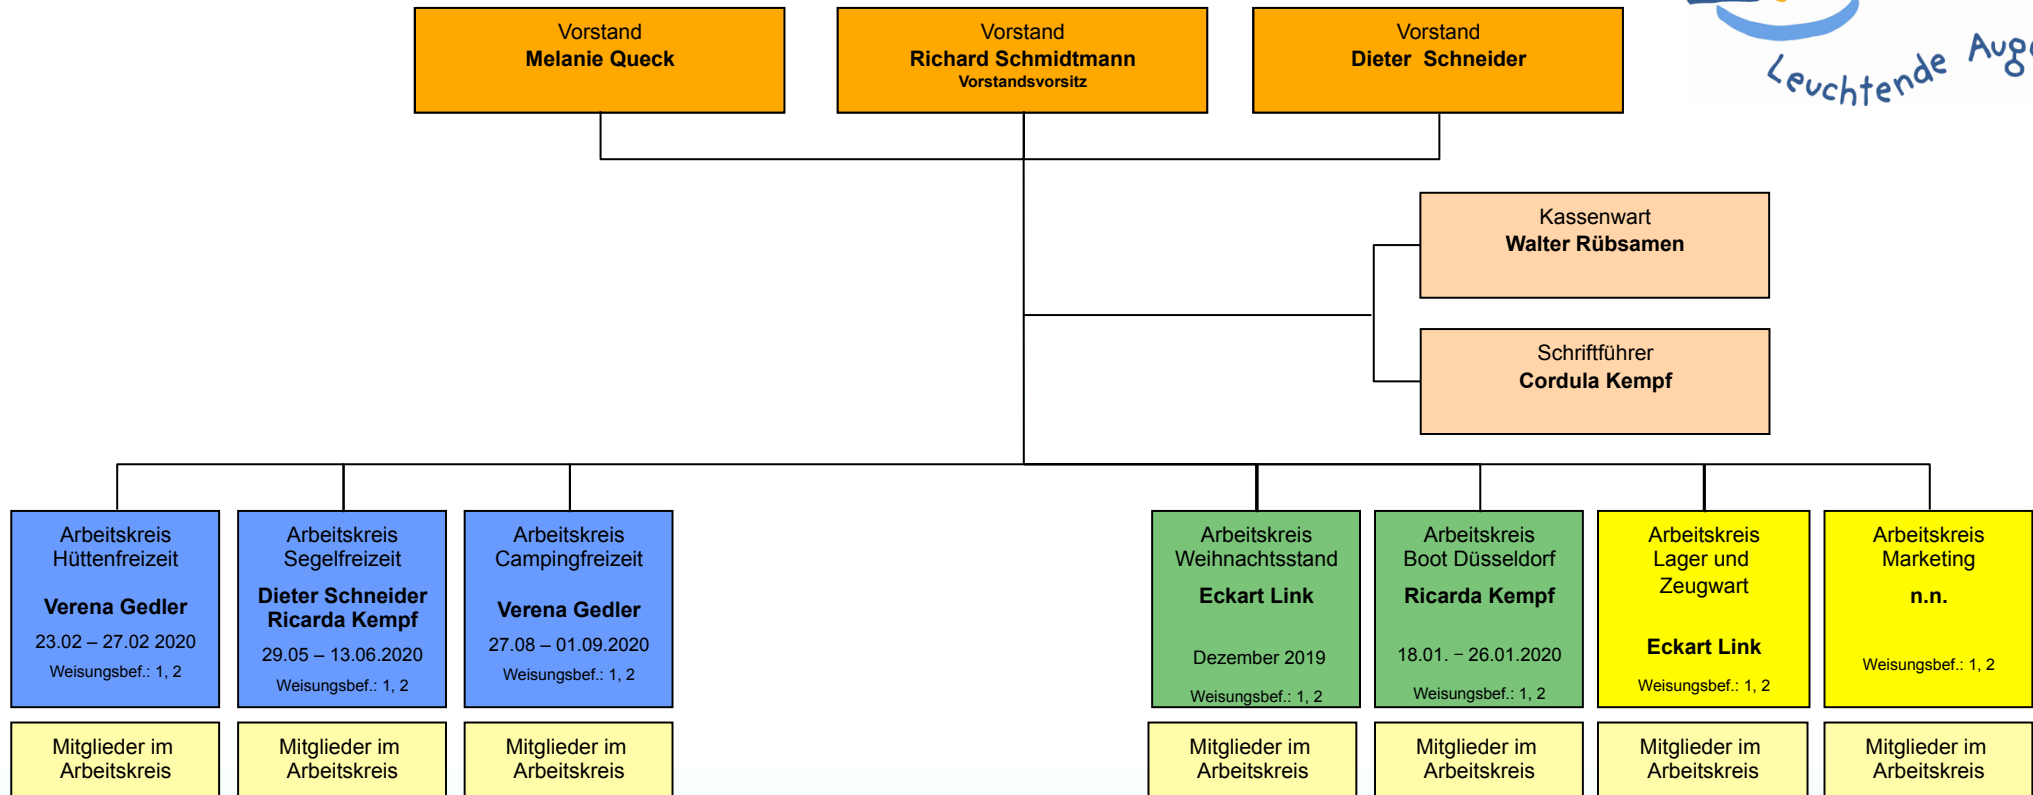 Vorstand
Melanie Queck
Vorstand
Richard Schmidtmann
Vorstandsvorsitz
Vorstand
Dieter Schneider
Leuchtende
Kassenwart
Walter Rübsamen
Schriftführer
Cordula Kempf
Arbeitskreis
Hüttenfreizeit
Verena Gedler
23.02 – 27.02 2020
Weisungsbef.: 1, 2
Arbeitskreis
Segelfreizeit
Dieter Schneider
Ricarda Kempf
29.05 – 13.06.2020
Weisungsbef.: 1, 2
Arbeitskreis
Campingfreizeit
Verena Gedler
27.08 – 01.09.2020
Weisungsbef.: 1, 2
Arbeitskreis
Weihnachtsstand
Eckart Link
Dezember 2019
Weisungsbef.: 1, 2
Arbeitskreis
Boot Düsseldorf
Ricarda Kempf
18.01. – 26.01.2020
Weisungsbef.: 1, 2
Arbeitskreis
Lager und
Zeugwart
Eckart Link
Weisungsbef.: 1, 2
Arbeitskreis
Marketing
n.n.
Weisungsbef.: 1, 2
Mitglieder im
Arbeitskreis
Mitglieder im
Arbeitskreis
Mitglieder im
Arbeitskreis
Mitglieder im
Arbeitskreis
Mitglieder im
Arbeitskreis
Mitglieder im
Arbeitskreis
Mitglieder im
Arbeitskreis